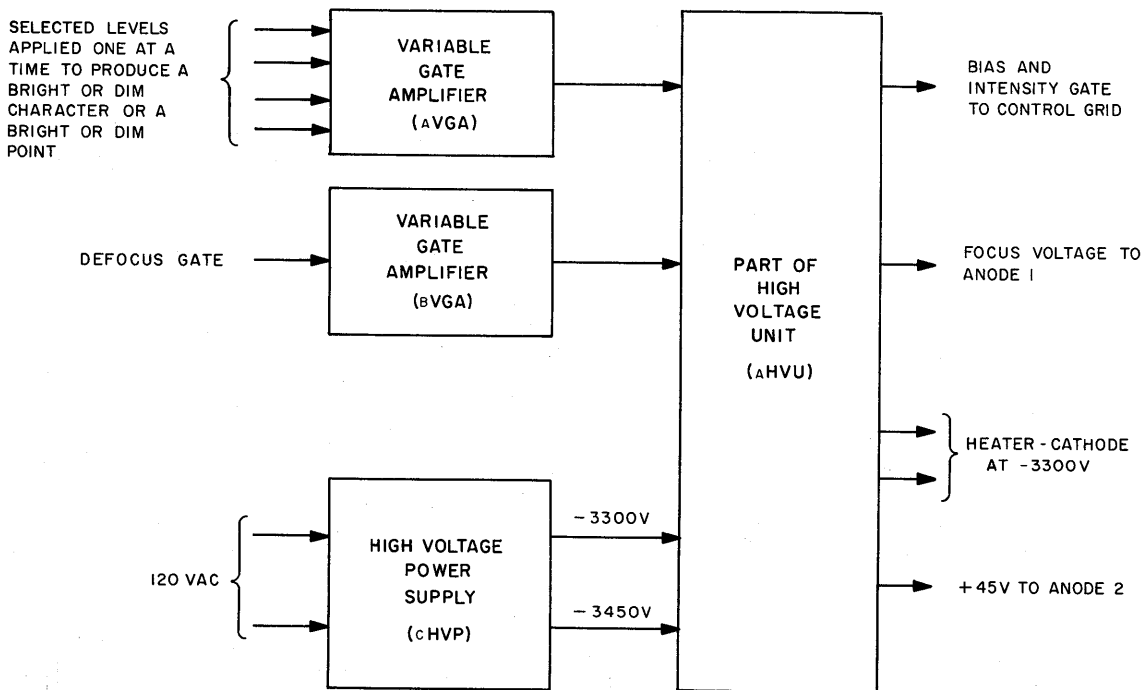 SELECTED LEVELS
APPLIED ONE AT A
TIME TO PRODUCE A
BRIGHT OR DIM
CHARACTER OR A
BRIGHT OR DIM
POINT
VARIABLE
GATE
AMPLIFIER
(AVGA)
BIAS AND
INTENSITY GATE
TO CONTROL GRID
DEFOCUS GATE
VARIABLE
GATE
AMPLIFIER
(BVGA)
PART OF
HIGH
VOLTAGE
UNIT
(AHVU)
FOCUS VOLTAGE TO
ANODE 1
HEATER-CATHODE
AT -3300V
120 VAC
HIGH VOLTAGE
POWER
SUPPLY
(CHVP)
-3300V
-3450V
+45V TO ANODE 2